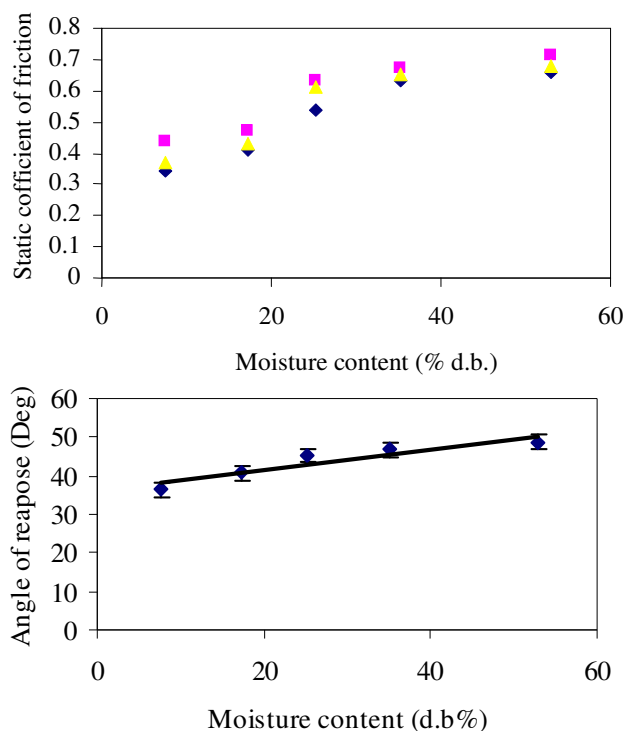 Static cofficient of friction
0.8
0.7
0.6
0.5
0.4
0.3
0.2
0.1
0
0 20 40 60
Moisture content (% d.b.)
Angle of reapose (Deg)
60
50
40
30
20
10
0
0 20 40 60
Moisture content (d.b%)